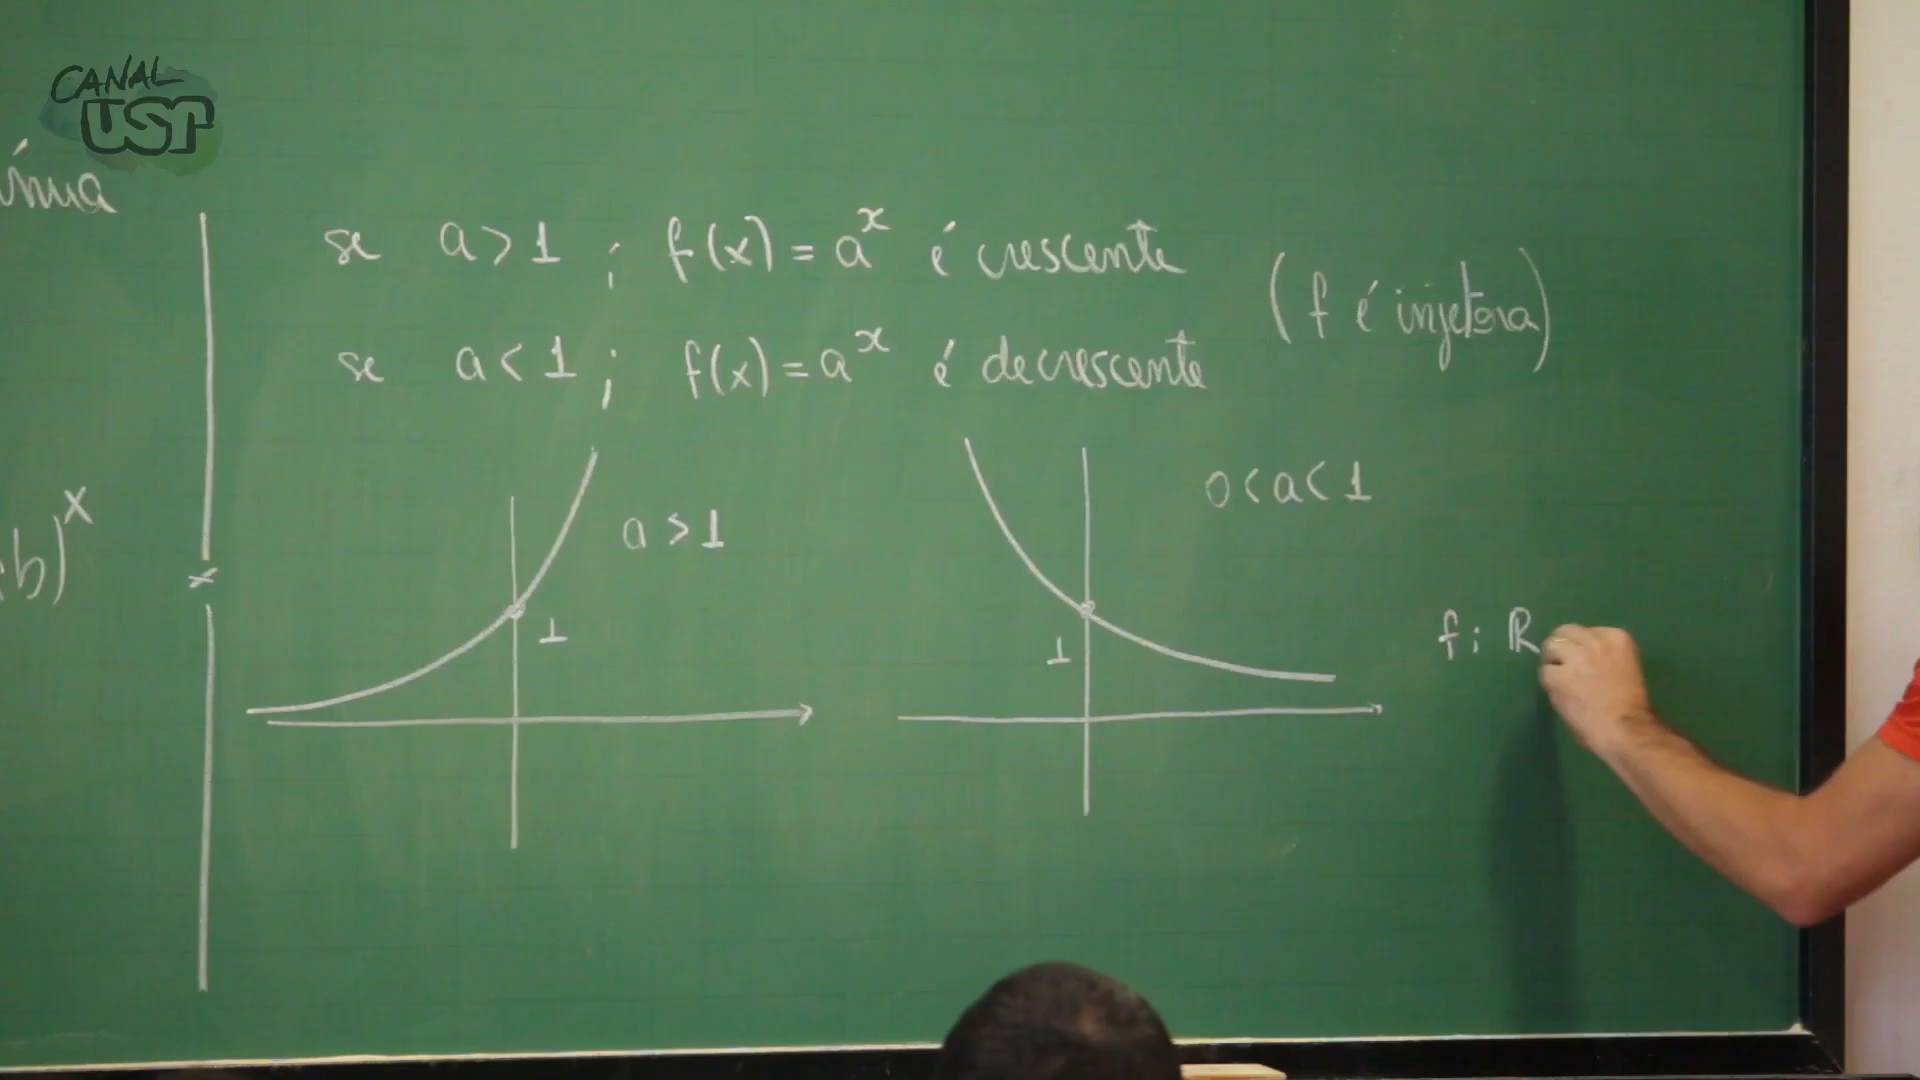 CANAL
USP
se a > 1 ; f(x) = a^x é crescente
se a < 1 ; f(x) = a^x é decrescente
(f é injetora)
b)^x
a > 1
1
0 < a < 1
1
f: ℝ